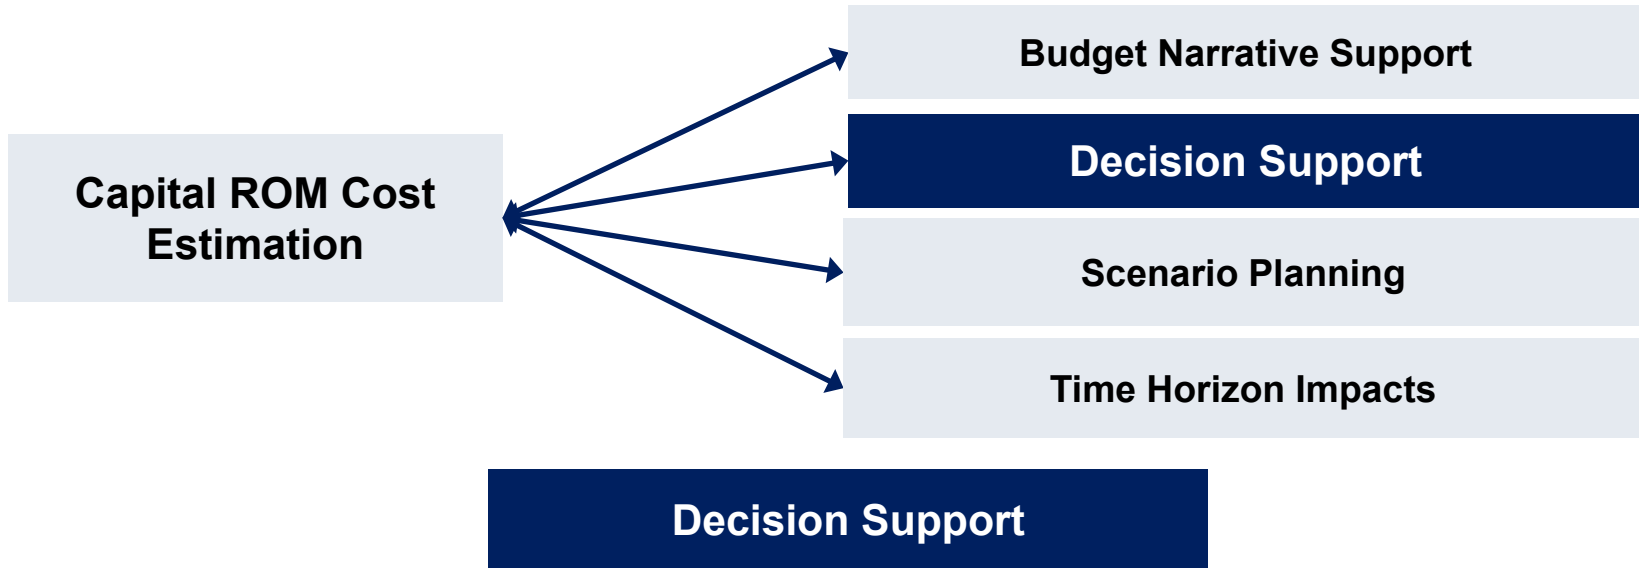 Capital ROM Cost
Estimation
Budget Narrative Support
Decision Support
Scenario Planning
Time Horizon Impacts
Decision Support